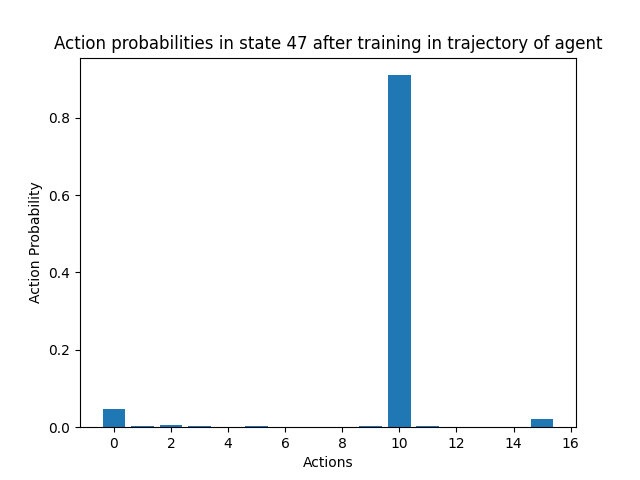 Action probabilities in state 47 after training in trajectory of agent
Action Probability
0.8
0.6
0.4
0.2
0.0
0 2 4 6 8 10 12 14 16
Actions